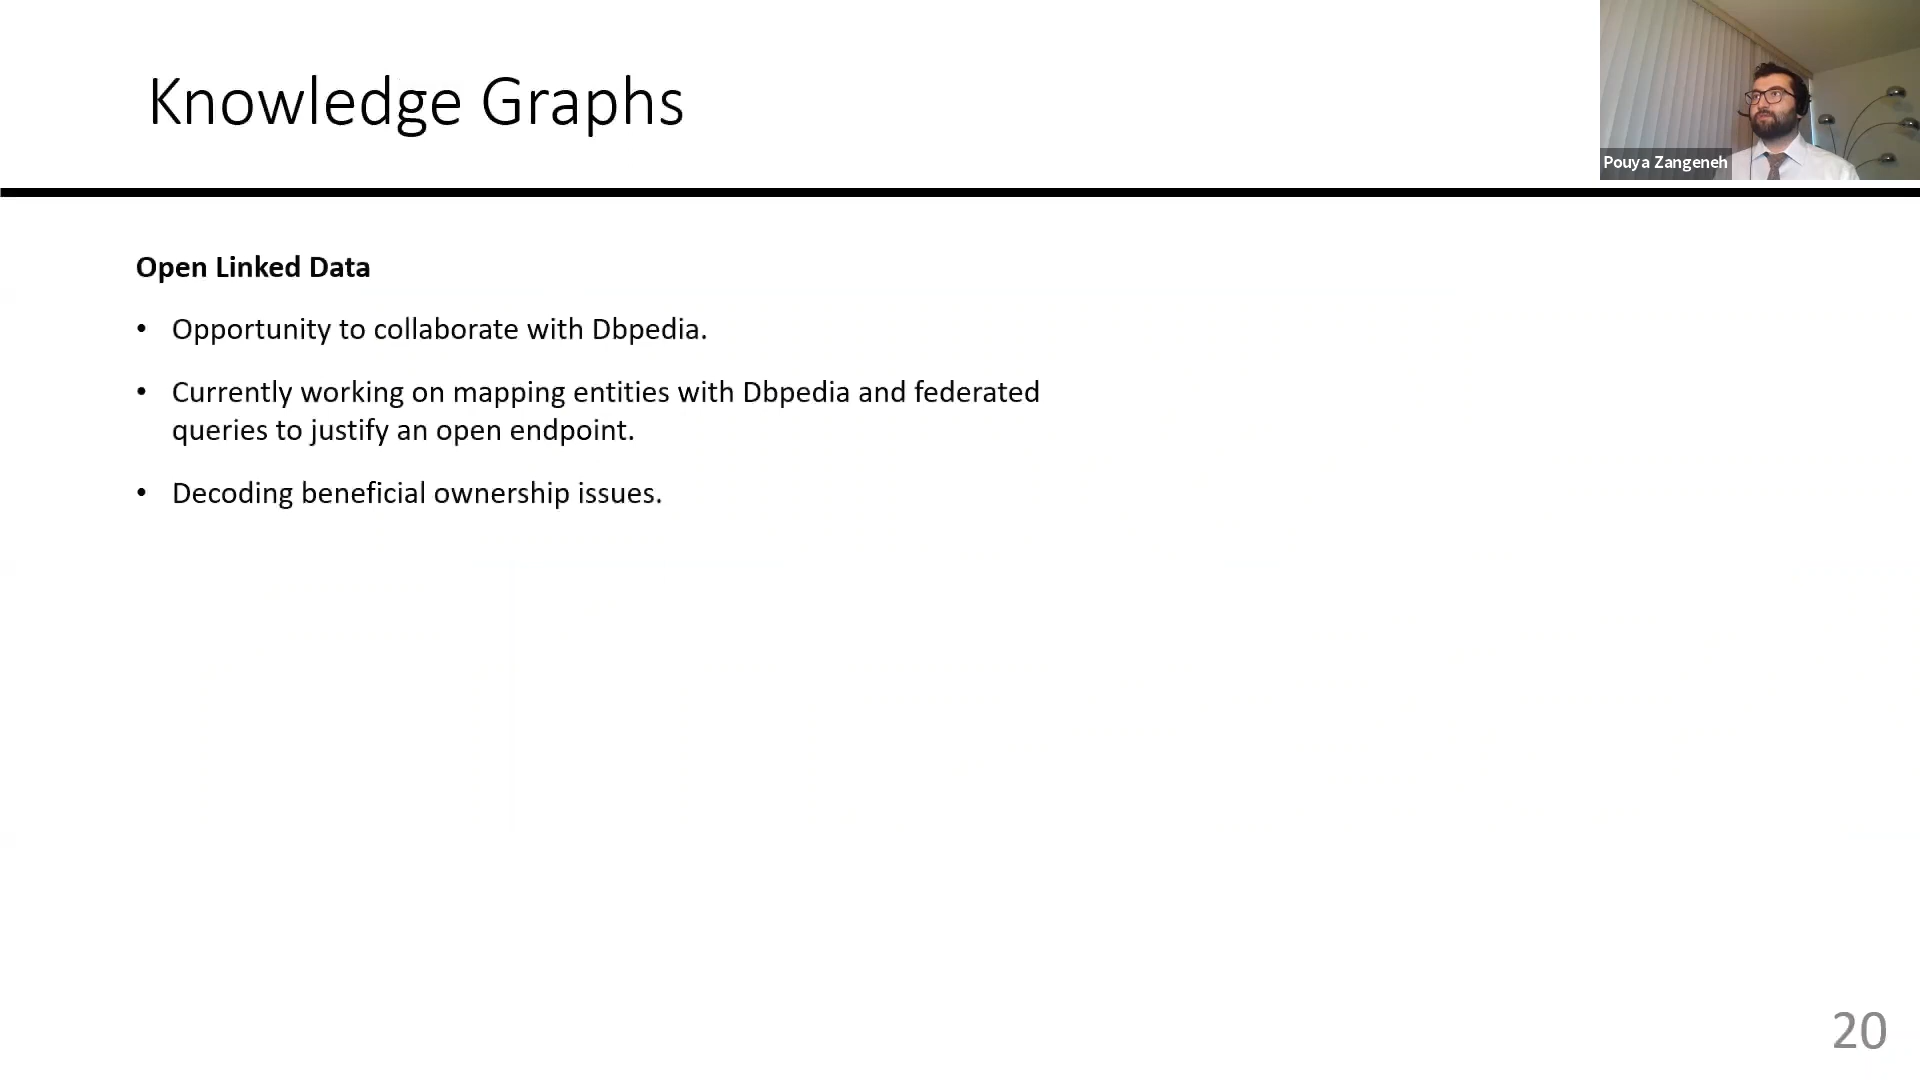 Knowledge Graphs
Pouya Zangeneh
Open Linked Data
• Opportunity to collaborate with Dbpedia.
• Currently working on mapping entities with Dbpedia and federated
queries to justify an open endpoint.
• Decoding beneficial ownership issues.
20